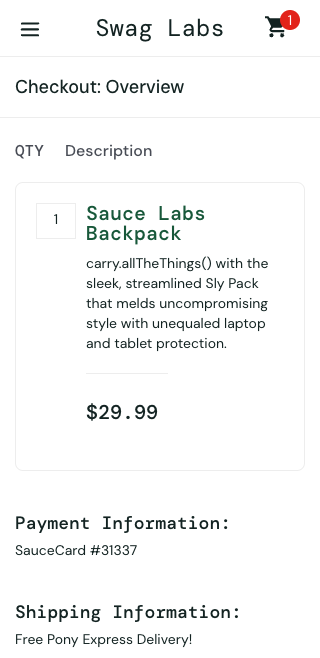 Swag Labs
1
Checkout: Overview
QTY Description
1
Sauce Labs
Backpack
carry.allTheThings() with the
sleek, streamlined Sly Pack
that melds uncompromising
style with unequaled laptop
and tablet protection.
$29.99
Payment Information:
SauceCard #31337
Shipping Information:
Free Pony Express Delivery!